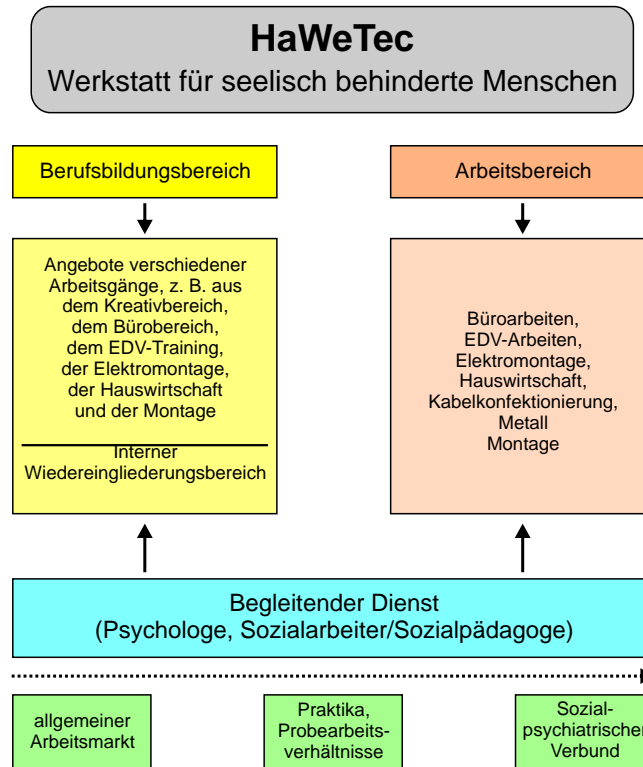 HaWeTec
Werkstatt für seelisch behinderte Menschen
Berufsbildungsbereich
Angebote verschiedener
Arbeitsgänge, z. B. aus
dem Kreativbereich,
dem Bürobereich,
dem EDV-Training,
der Elektromontage,
der Hauswirtschaft
und der Montage
Interner
Wiedereingliederungsbereich
Arbeitsbereich
Büroarbeiten,
EDV-Arbeiten,
Elektromontage,
Hauswirtschaft,
Kabelkonfektionierung,
Metall
Montage
Begleitender Dienst
(Psychologe, Sozialarbeiter/Sozialpädagoge)
allgemeiner
Arbeitsmarkt
Praktika,
Probearbeits-
verhältnisse
Sozial-
psychiatrischer
Verbund